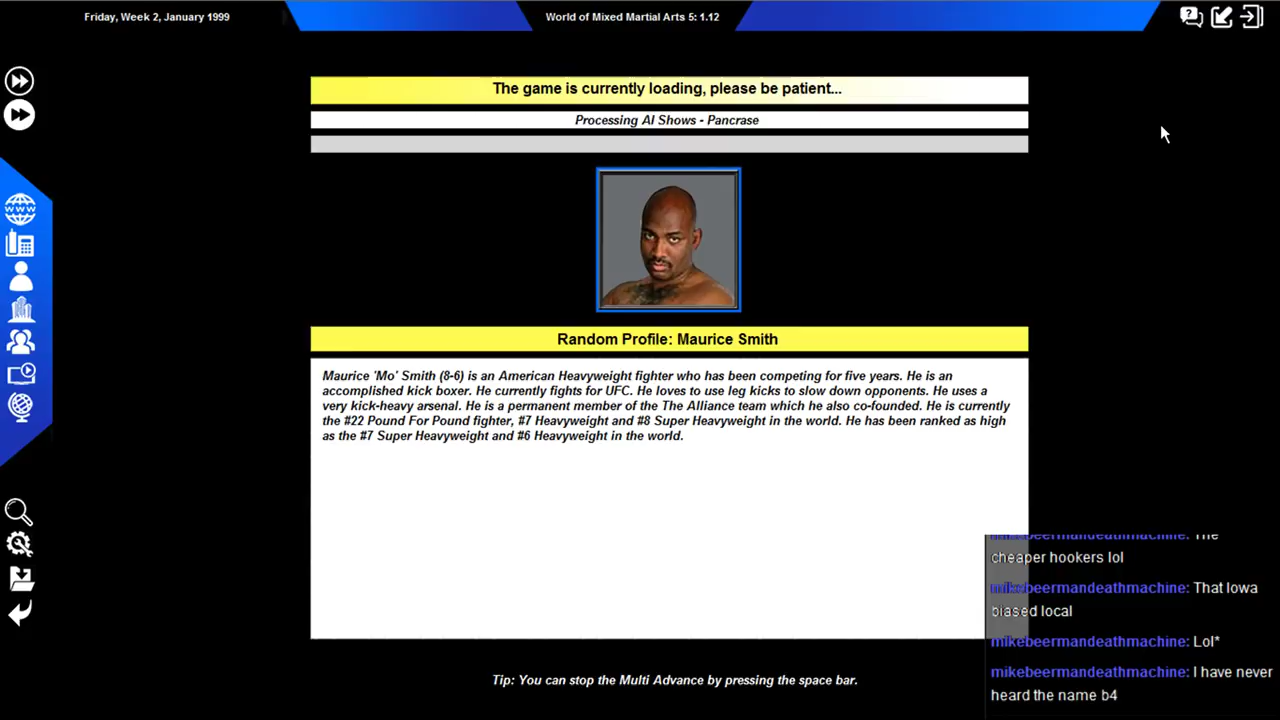 Friday, Week 2, January 1999
World of Mixed Martial Arts 5: 1.12
The game is currently loading, please be patient...
Processing AI Shows - Pancrase
WWW
Random Profile: Maurice Smith
Maurice 'Mo' Smith (8-6) is an American Heavyweight fighter who has been competing for five years. He is an
accomplished kick boxer. He currently fights for UFC. He loves to use leg kicks to slow down opponents. He uses a
very kick-heavy arsenal. He is a permanent member of the The Alliance team which he also co-founded. He is currently
the #22 Pound For Pound fighter, #7 Heavyweight and #8 Super Heavyweight in the world. He has been ranked as high
as the #7 Super Heavyweight and #6 Heavyweight in the world.
mikebeermandeathmachine: The
cheaper hookers lol
mikebeermandeathmachine: That Iowa
biased local
mikebeermandeathmachine: Lol*
mikebeermandeathmachine: I have never
heard the name b4
Tip: You can stop the Multi Advance by pressing the space bar.